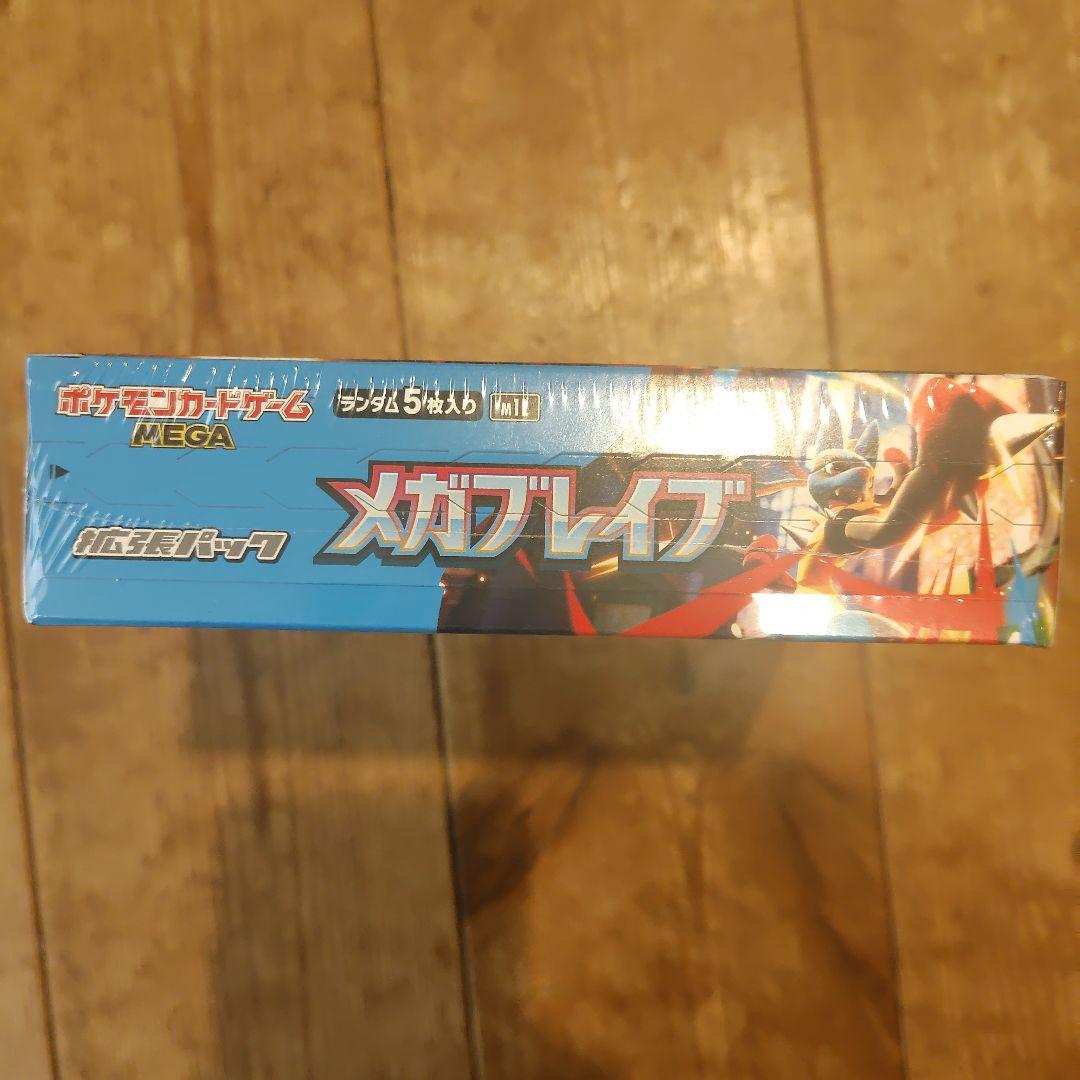 ポケモンカードゲーム
MEGA
ランダム5枚入り
M1L
メガブレイブ
拡張パック